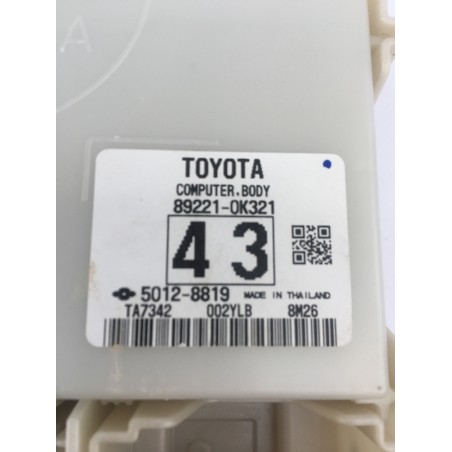 A
TOYOTA
COMPUTER, BODY
89221-0K321
43
5012-8819 MADE IN THAILAND
TA7342 002YLB 8M26